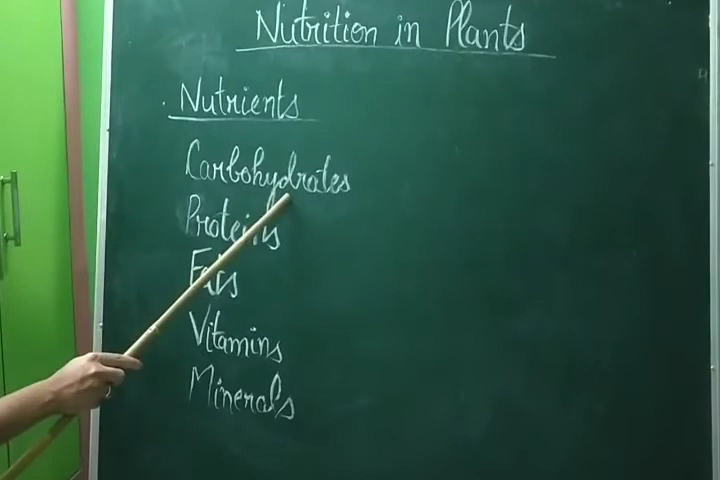 Nutrition in Plants
Nutrients
Carbohydrates
Proteins
Fats
Vitamins
Minerals